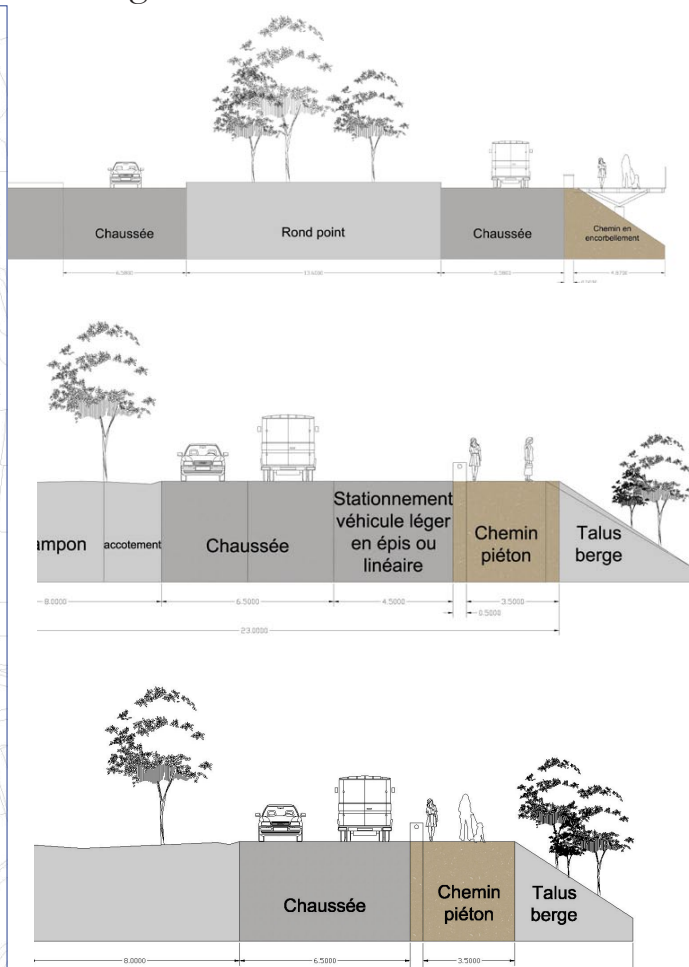 Chaussée
Rond point
Chaussée
Chemin en
encorbellement
ampon
accotement
Chaussée
Stationnement
véhicule léger
en épis ou
linéaire
Chemin
piéton
Talus
berge
8.0000
6.5000
4.5000
3.5000
0.5000
23.0000
Chaussée
Chemin
piéton
Talus
berge
8.0000
6.5000
3.5000